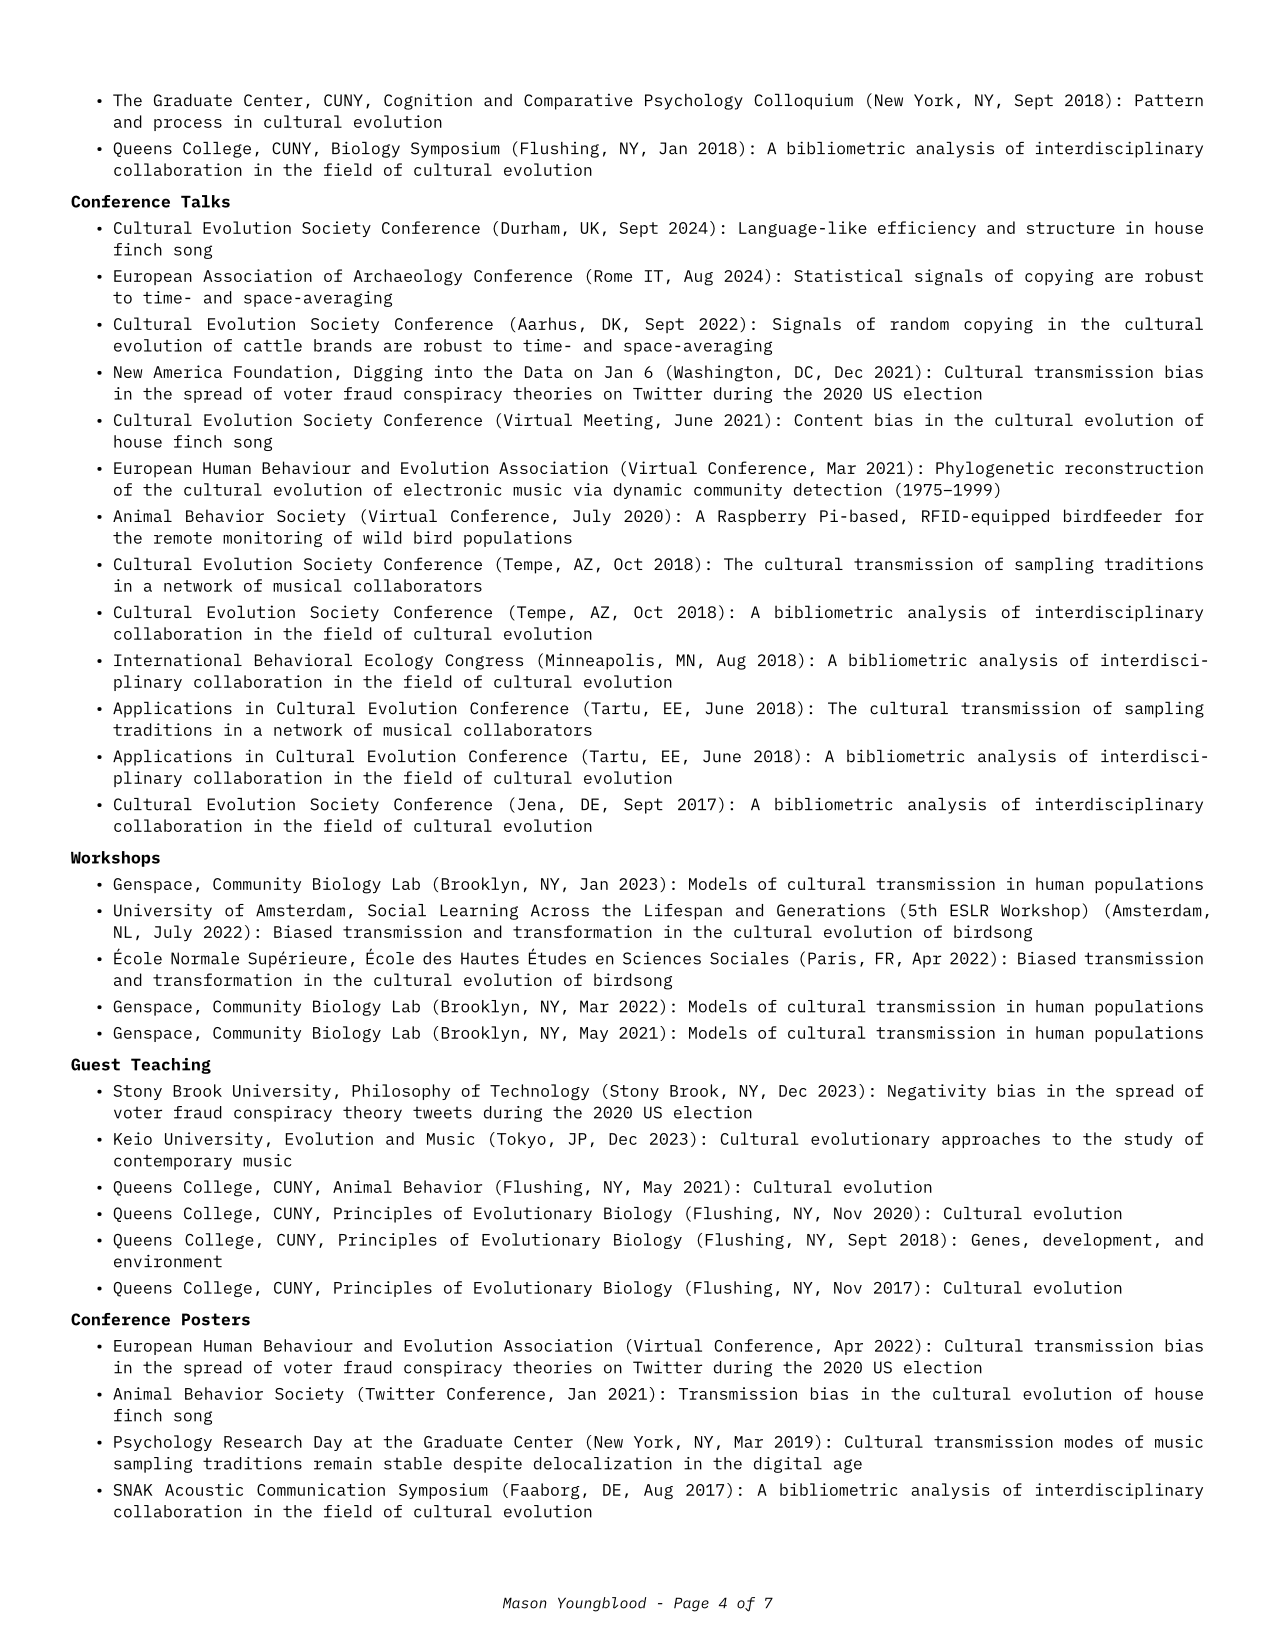 • The Graduate Center, CUNY, Cognition and Comparative Psychology Colloquium (New York, NY, Sept 2018): Pattern
and process in cultural evolution
• Queens College, CUNY, Biology Symposium (Flushing, NY, Jan 2018): A bibliometric analysis of interdisciplinary
collaboration in the field of cultural evolution
Conference Talks
• Cultural Evolution Society Conference (Durham, UK, Sept 2024): Language-like efficiency and structure in house
finch song
• European Association of Archaeology Conference (Rome IT, Aug 2024): Statistical signals of copying are robust
to time- and space-averaging
• Cultural Evolution Society Conference (Aarhus, DK, Sept 2022): Signals of random copying in the cultural
evolution of cattle brands are robust to time- and space-averaging
• New America Foundation, Digging into the Data on Jan 6 (Washington, DC, Dec 2021): Cultural transmission bias
in the spread of voter fraud conspiracy theories on Twitter during the 2020 US election
• Cultural Evolution Society Conference (Virtual Meeting, June 2021): Content bias in the cultural evolution of
house finch song
• European Human Behaviour and Evolution Association (Virtual Conference, Mar 2021): Phylogenetic reconstruction
of the cultural evolution of electronic music via dynamic community detection (1975–1999)
• Animal Behavior Society (Virtual Conference, July 2020): A Raspberry Pi-based, RFID-equipped birdfeeder for
the remote monitoring of wild bird populations
• Cultural Evolution Society Conference (Tempe, AZ, Oct 2018): The cultural transmission of sampling traditions
in a network of musical collaborators
• Cultural Evolution Society Conference (Tempe, AZ, Oct 2018): A bibliometric analysis of interdisciplinary
collaboration in the field of cultural evolution
• International Behavioral Ecology Congress (Minneapolis, MN, Aug 2018): A bibliometric analysis of interdisci-
plinary collaboration in the field of cultural evolution
• Applications in Cultural Evolution Conference (Tartu, EE, June 2018): The cultural transmission of sampling
traditions in a network of musical collaborators
• Applications in Cultural Evolution Conference (Tartu, EE, June 2018): A bibliometric analysis of interdisci-
plinary collaboration in the field of cultural evolution
• Cultural Evolution Society Conference (Jena, DE, Sept 2017): A bibliometric analysis of interdisciplinary
collaboration in the field of cultural evolution
Workshops
• Genspace, Community Biology Lab (Brooklyn, NY, Jan 2023): Models of cultural transmission in human populations
• University of Amsterdam, Social Learning Across the Lifespan and Generations (5th ESLR Workshop) (Amsterdam,
NL, July 2022): Biased transmission and transformation in the cultural evolution of birdsong
• École Normale Supérieure, École des Hautes Études en Sciences Sociales (Paris, FR, Apr 2022): Biased transmission
and transformation in the cultural evolution of birdsong
• Genspace, Community Biology Lab (Brooklyn, NY, Mar 2022): Models of cultural transmission in human populations
• Genspace, Community Biology Lab (Brooklyn, NY, May 2021): Models of cultural transmission in human populations
Guest Teaching
• Stony Brook University, Philosophy of Technology (Stony Brook, NY, Dec 2023): Negativity bias in the spread of
voter fraud conspiracy theory tweets during the 2020 US election
• Keio University, Evolution and Music (Tokyo, JP, Dec 2023): Cultural evolutionary approaches to the study of
contemporary music
• Queens College, CUNY, Animal Behavior (Flushing, NY, May 2021): Cultural evolution
• Queens College, CUNY, Principles of Evolutionary Biology (Flushing, NY, Nov 2020): Cultural evolution
• Queens College, CUNY, Principles of Evolutionary Biology (Flushing, NY, Sept 2018): Genes, development, and
environment
• Queens College, CUNY, Principles of Evolutionary Biology (Flushing, NY, Nov 2017): Cultural evolution
Conference Posters
• European Human Behaviour and Evolution Association (Virtual Conference, Apr 2022): Cultural transmission bias
in the spread of voter fraud conspiracy theories on Twitter during the 2020 US election
• Animal Behavior Society (Twitter Conference, Jan 2021): Transmission bias in the cultural evolution of house
finch song
• Psychology Research Day at the Graduate Center (New York, NY, Mar 2019): Cultural transmission modes of music
sampling traditions remain stable despite delocalization in the digital age
• SNAK Acoustic Communication Symposium (Faaborg, DE, Aug 2017): A bibliometric analysis of interdisciplinary
collaboration in the field of cultural evolution
Mason Youngblood - Page 4 of 7